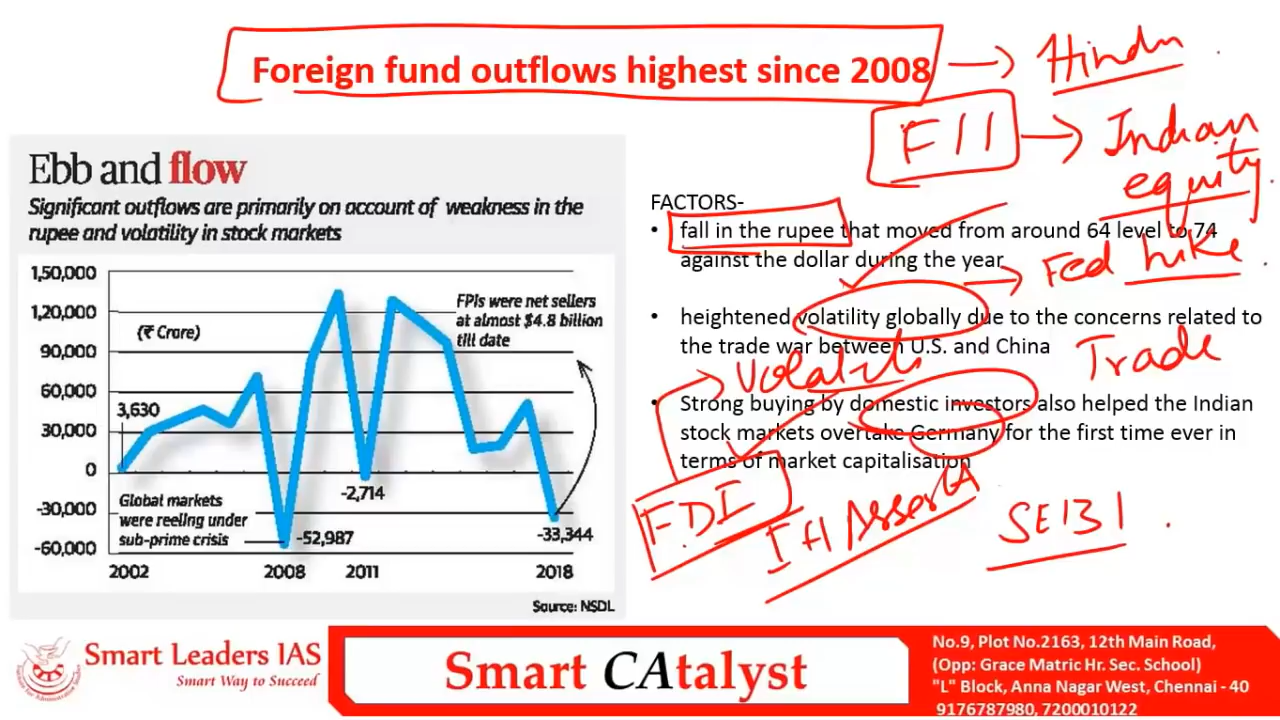 Foreign fund outflows highest since 2008
Hindu
FII
Indian
equity
Ebb and flow
Significant outflows are primarily on account of weakness in the
rupee and volatility in stock markets
1,50,000
1,20,000
90,000
60,000
30,000
0
-30,000
-60,000
(₹ Crore)
FPIs were net sellers
at almost $4.8 billion
till date
3,630
Global markets
were reeling under
sub-prime crisis
-52,987
-2,714
-33,344
2002
2008
2011
2018
Source: NSDL
FACTORS-
• fall in the rupee that moved from around 64 level to 74
against the dollar during the year
Fed hike
• heightened volatility globally due to the concerns related to
the trade war between U.S. and China
Trade
• Strong buying by domestic investors also helped the Indian
stock markets overtake Germany for the first time ever in
terms of market capitalisation
FDI
SEBI
Smart Leaders IAS
Smart Way to Succeed
Smart CAtalyst
No.9, Plot No.2163, 12th Main Road,
(Opp: Grace Matric Hr. Sec. School)
"L" Block, Anna Nagar West, Chennai - 40
9176787980, 7200010122